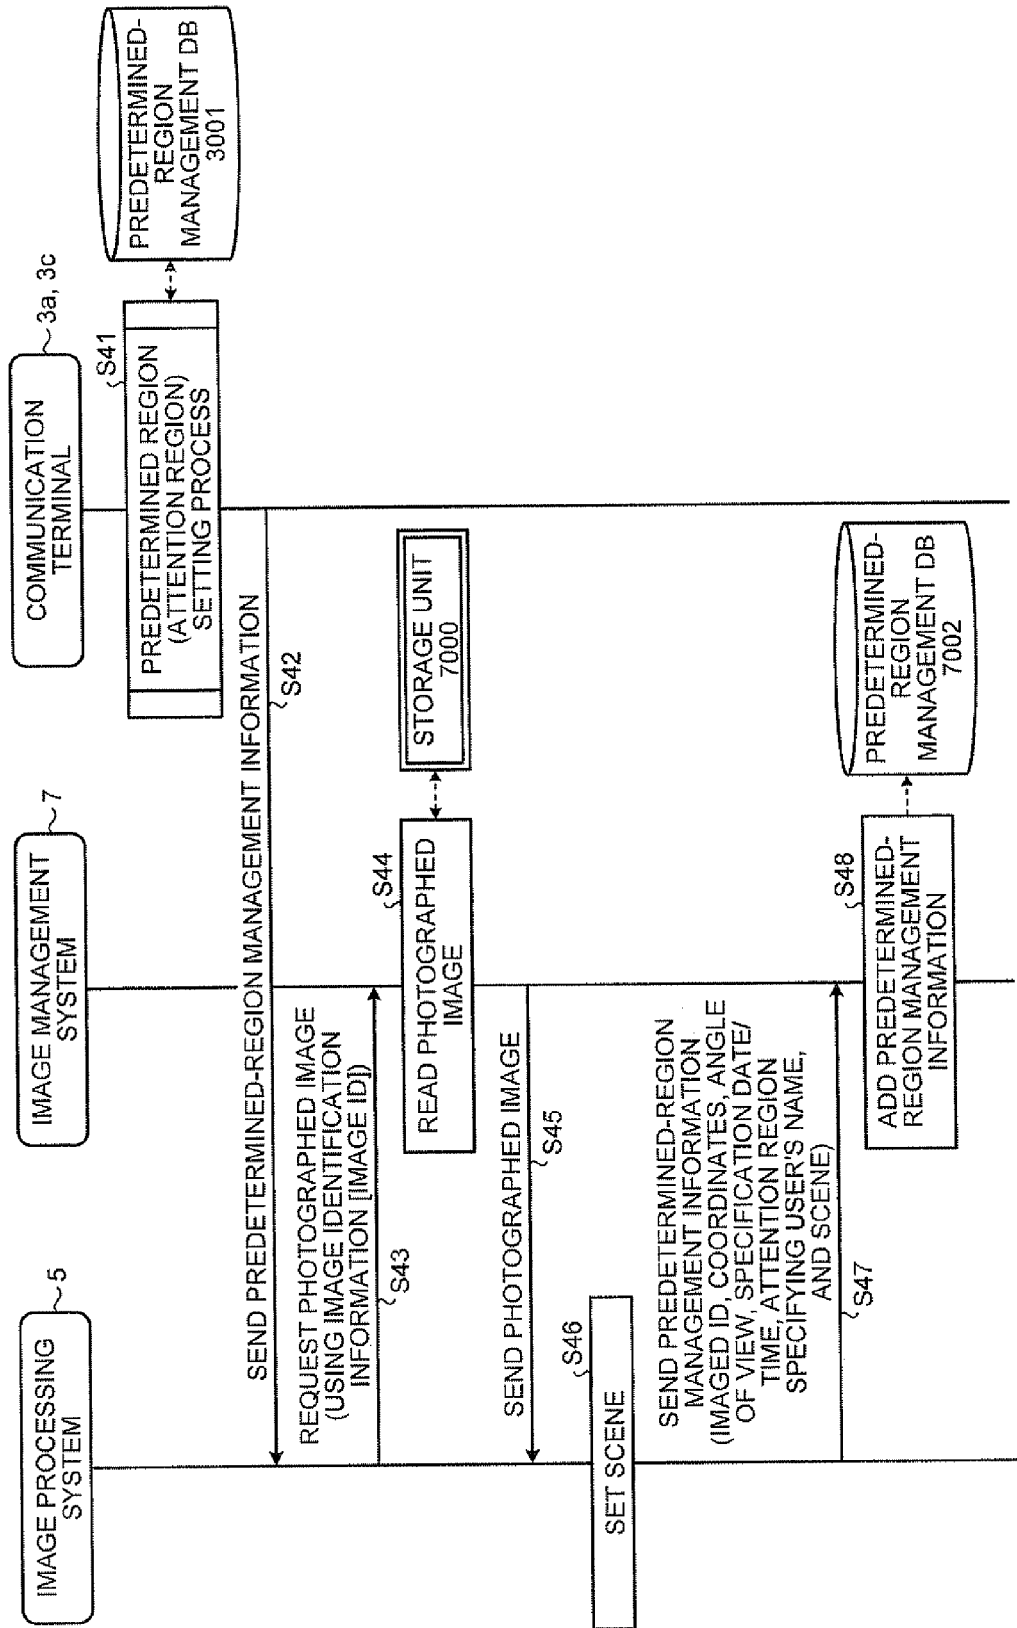 IMAGE PROCESSING
SYSTEM
5
IMAGE MANAGEMENT
SYSTEM
7
COMMUNICATION
TERMINAL
3a, 3c
S41
PREDETERMINED REGION
(ATTENTION REGION)
SETTING PROCESS
PREDETERMINED-
REGION
MANAGEMENT DB
3001
SEND PREDETERMINED-REGION MANAGEMENT INFORMATION
S42
REQUEST PHOTOGRAPHED IMAGE
(USING IMAGE IDENTIFICATION
INFORMATION [IMAGE ID])
S43
S44
READ PHOTOGRAPHED
IMAGE
STORAGE UNIT
7000
SEND PHOTOGRAPHED IMAGE
S45
S46
SET SCENE
SEND PREDETERMINED-REGION
MANAGEMENT INFORMATION
(IMAGED ID, COORDINATES, ANGLE
OF VIEW, SPECIFICATION DATE/
TIME, ATTENTION REGION
SPECIFYING USER'S NAME,
AND SCENE)
S47
S48
ADD PREDETERMINED-
REGION MANAGEMENT
INFORMATION
PREDETERMINED-
REGION
MANAGEMENT DB
7002